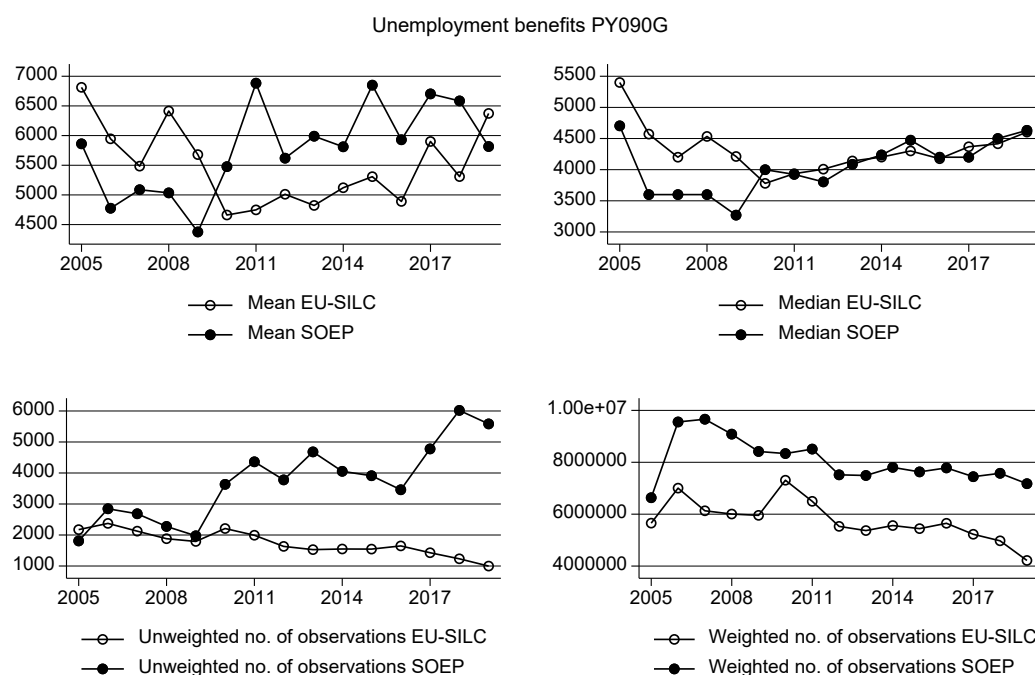 Unemployment benefits PY090G
7000
6500
6000
5500
5000
4500
2005 2008 2011 2014 2017
Mean EU-SILC
Mean SOEP
5500
5000
4500
4000
3500
3000
2005 2008 2011 2014 2017
Median EU-SILC
Median SOEP
6000
5000
4000
3000
2000
1000
2005 2008 2011 2014 2017
Unweighted no. of observations EU-SILC
Unweighted no. of observations SOEP
1.00e+07
8000000
6000000
4000000
2005 2008 2011 2014 2017
Weighted no. of observations EU-SILC
Weighted no. of observations SOEP